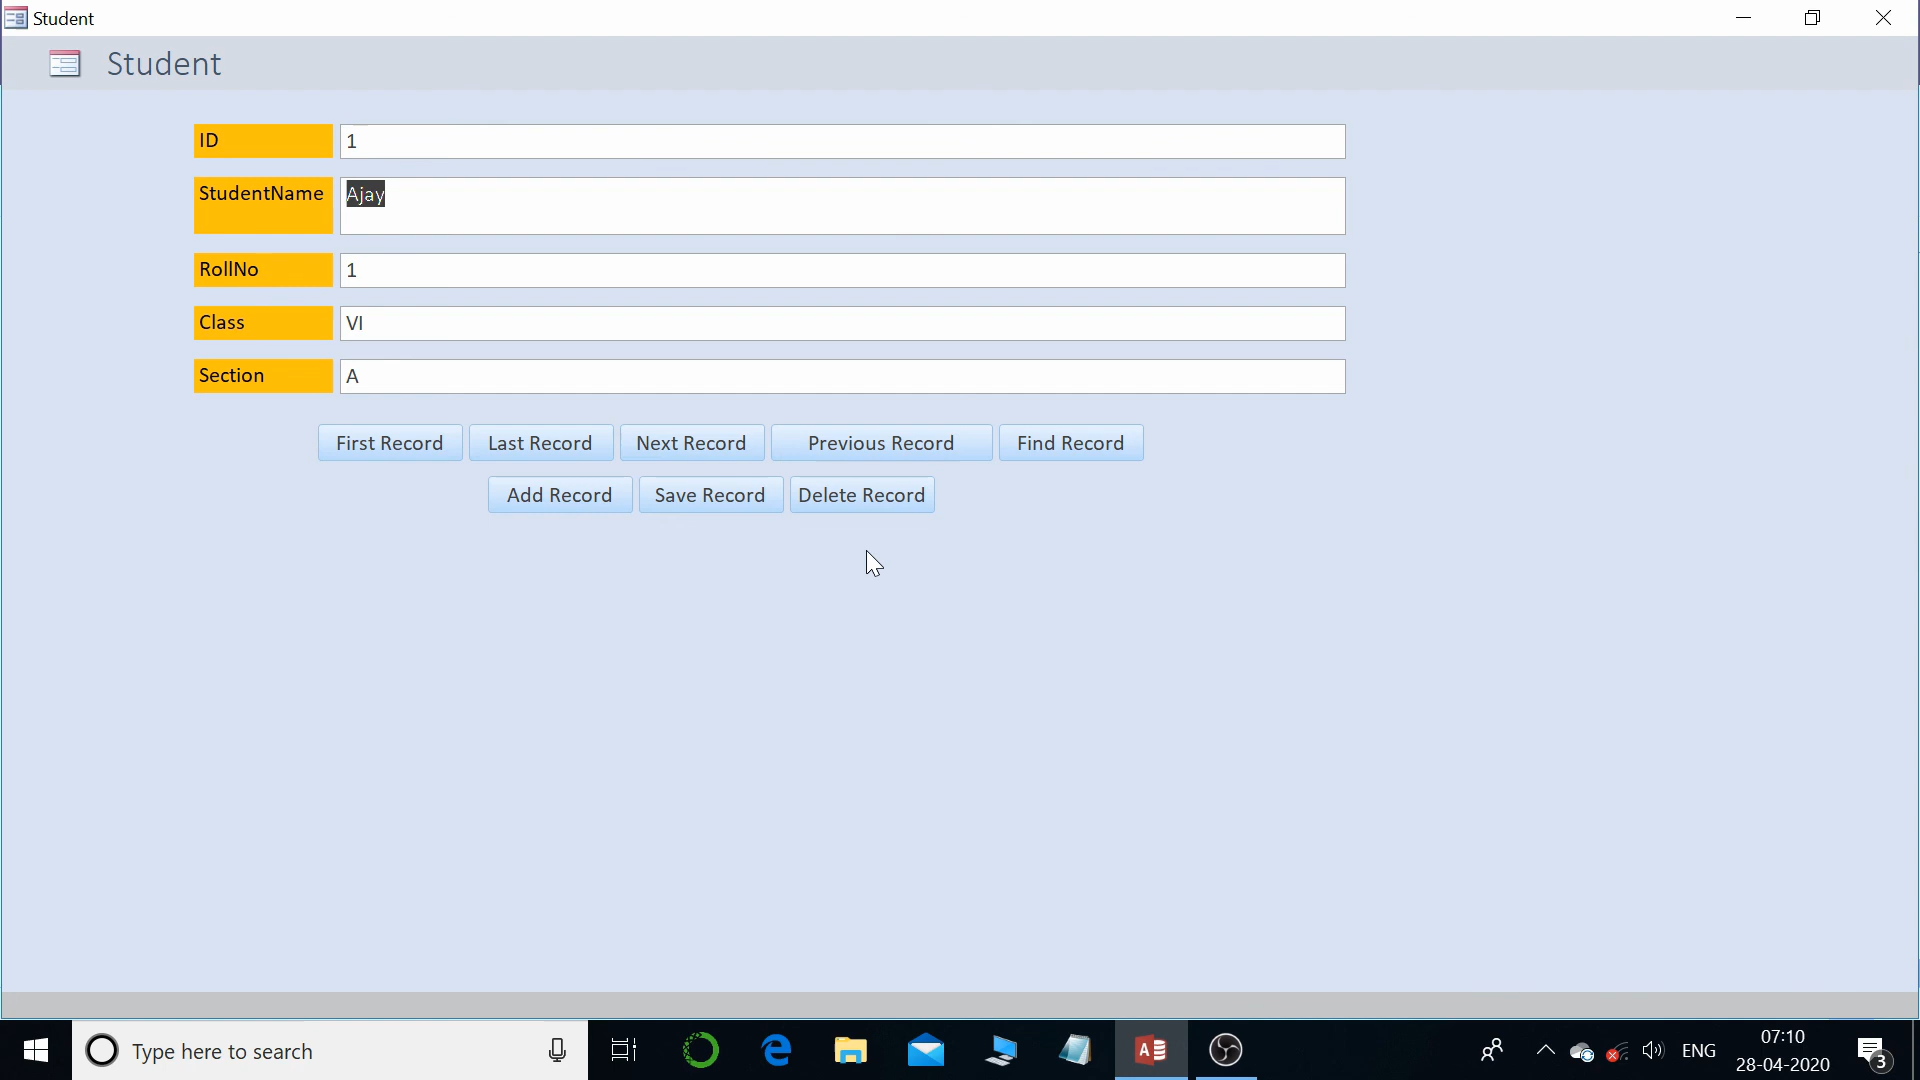 Student
Student
ID 1
StudentName Ajay
RollNo 1
Class VI
Section A
First Record Last Record Next Record Previous Record Find Record
Add Record Save Record Delete Record
Type here to search
A
ENG
07:10
28-04-2020
3